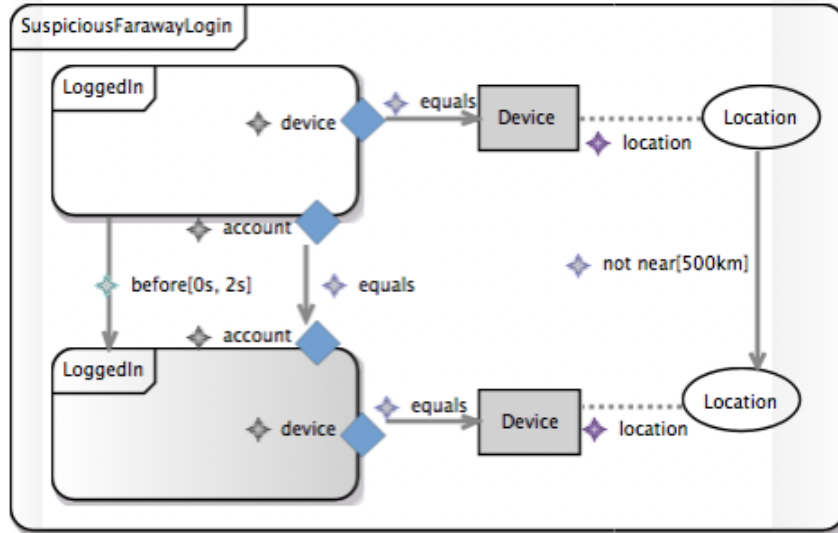 SuspiciousFarawayLogin
LoggedIn
device
equals
Device
location
Location
account
before[0s, 2s]
equals
not near[500km]
account
LoggedIn
device
equals
Device
location
Location